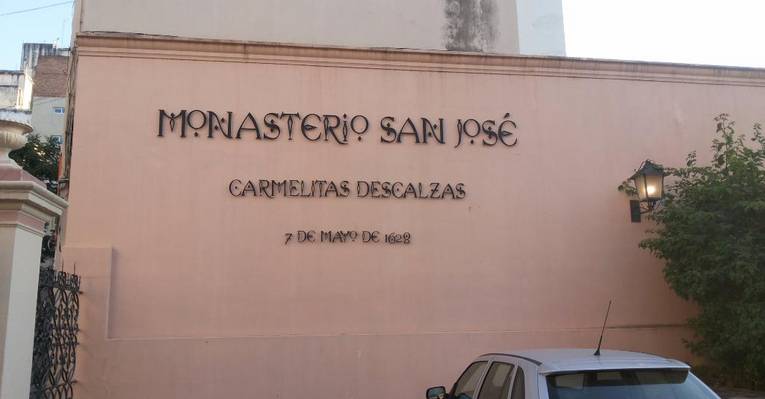 MONASTERIO SAN JOSÉ
CARMELITAS DESCALZAS
7 DE MAYO DE 1628